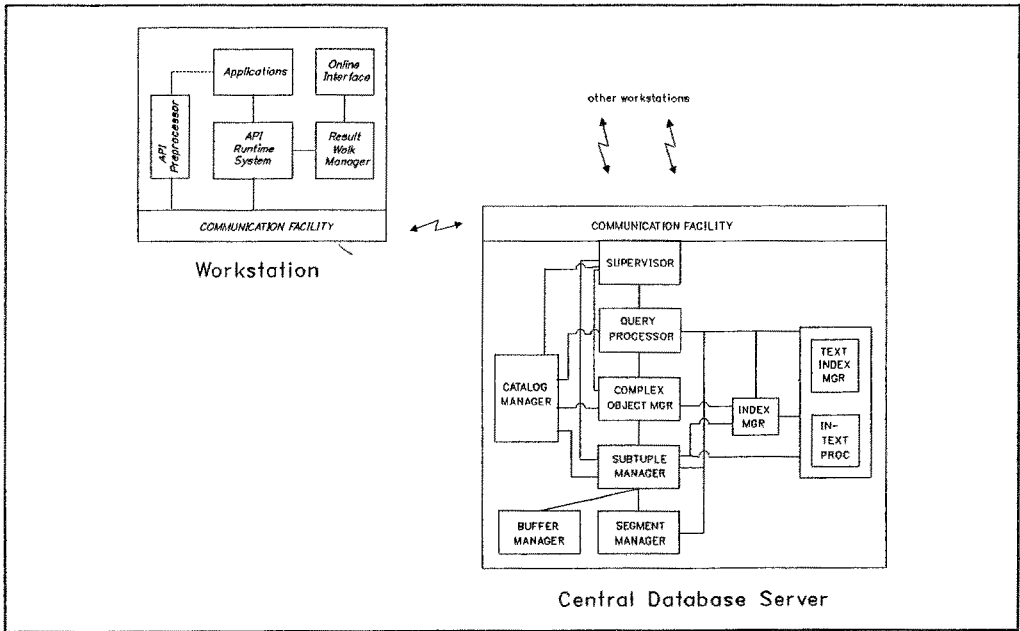 Applications
Online
Interface
API
Preprocessor
API
Runtime
System
Result
Walk
Manager
COMMUNICATION FACILITY
Workstation
other workstations
COMMUNICATION FACILITY
SUPERVISOR
QUERY
PROCESSOR
CATALOG
MANAGER
COMPLEX
OBJECT MGR
INDEX
MGR
TEXT
INDEX
MGR
IN-
TEXT
PROC
SUBTUPLE
MANAGER
BUFFER
MANAGER
SEGMENT
MANAGER
Central Database Server